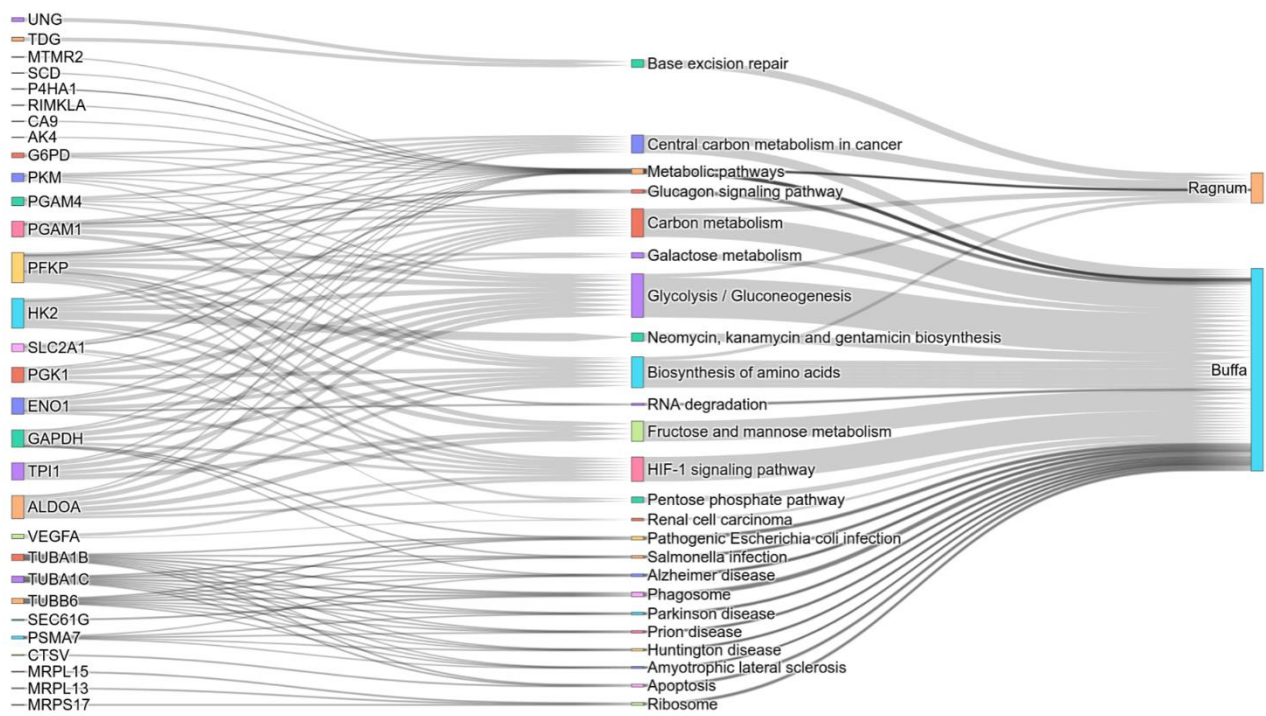 UNG
TDG
MTMR2
SCD
P4HA1
RIMKLA
CA9
AK4
G6PD
PKM
PGAM4
PGAM1
PFKP
HK2
SLC2A1
PGK1
ENO1
GAPDH
TPI1
ALDOA
VEGFA
TUBA1B
TUBA1C
TUBB6
SEC61G
PSMA7
CTSV
MRPL15
MRPL13
MRPS17
Base excision repair
Central carbon metabolism in cancer
Metabolic pathways
Glucagon signaling pathway
Carbon metabolism
Galactose metabolism
Glycolysis / Gluconeogenesis
Neomycin, kanamycin and gentamicin biosynthesis
Biosynthesis of amino acids
RNA degradation
Fructose and mannose metabolism
HIF-1 signaling pathway
Pentose phosphate pathway
Renal cell carcinoma
Pathogenic Escherichia coli infection
Salmonella infection
Alzheimer disease
Phagosome
Parkinson disease
Prion disease
Huntington disease
Amyotrophic lateral sclerosis
Apoptosis
Ribosome
Ragnum
Buffa